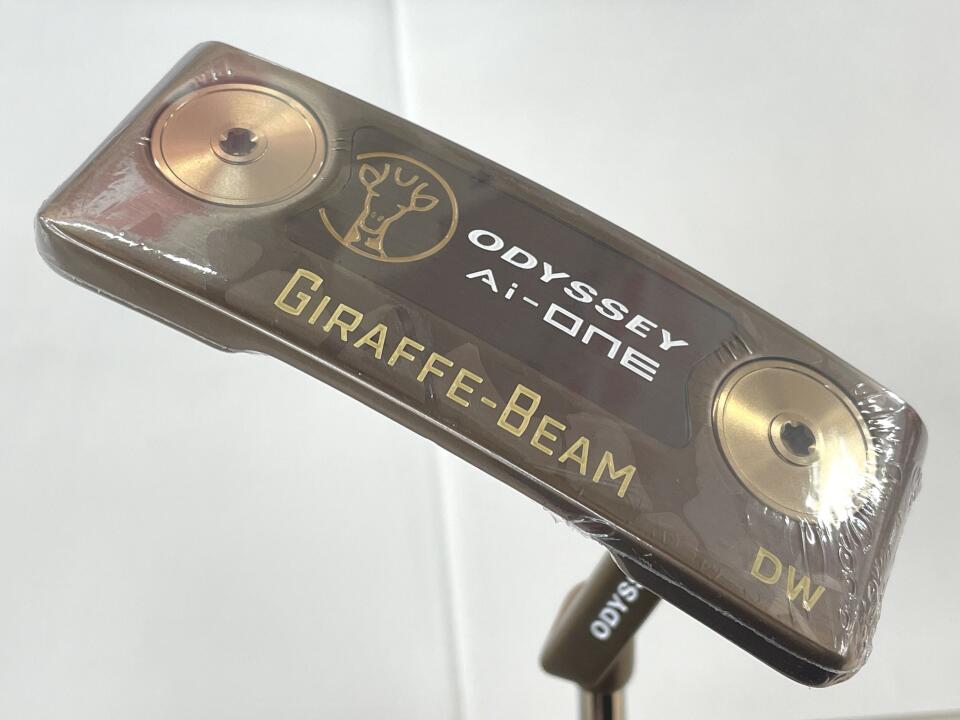 ODYSSEY
Ai-ONE
GIRAFFE-BEAM
DW